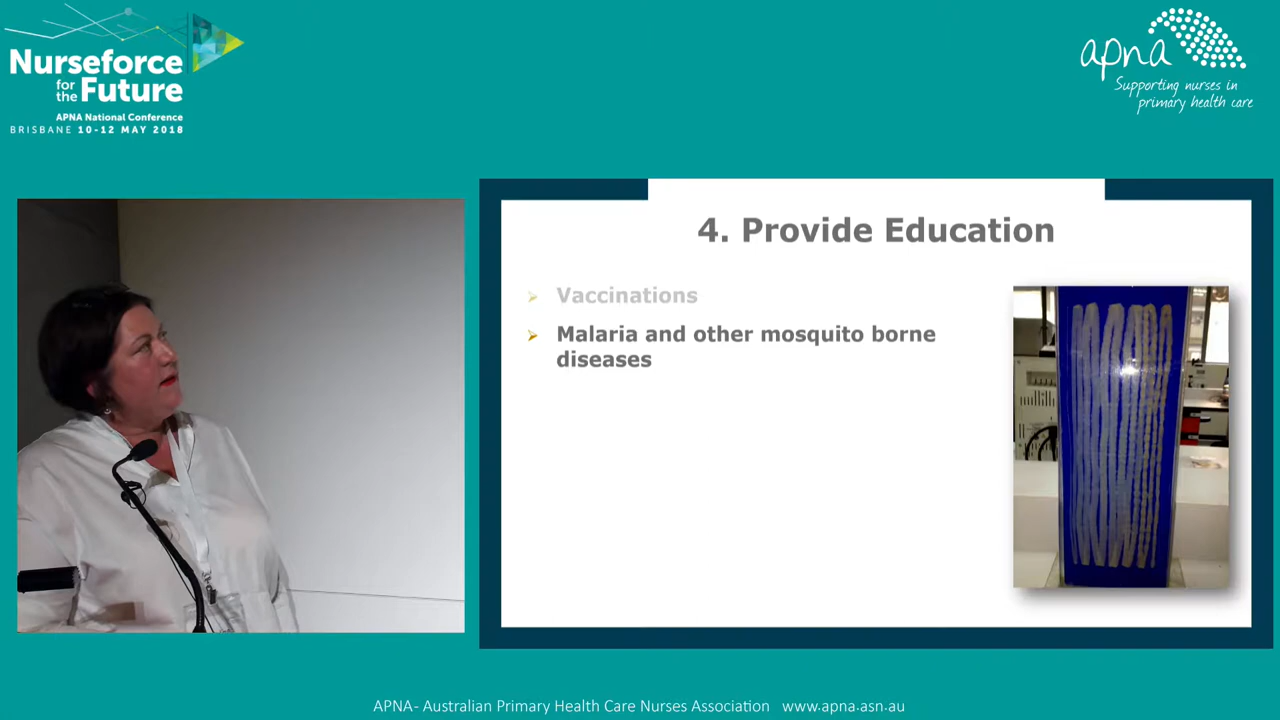 Nurseforce
for the Future
APNA National Conference
BRISBANE 10-12 MAY 2018
apna
Supporting nurses in
primary health care
4. Provide Education
Vaccinations
Malaria and other mosquito borne
diseases
APNA- Australian Primary Health Care Nurses Association www.apna.asn.au